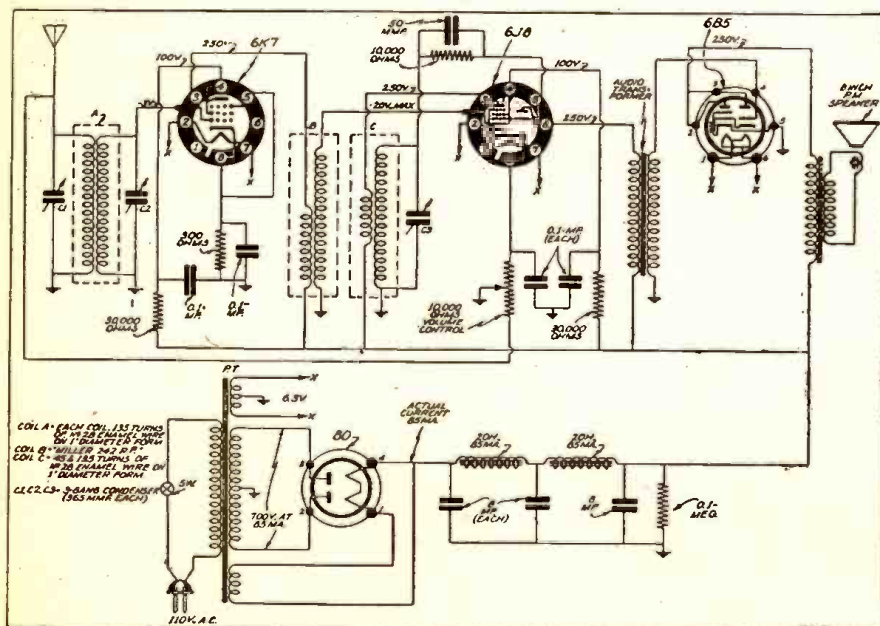 50
MMF.
10,000
OHMS
6K7
250V.
100V.
3V.
6J8
250V.
.25V. MAX
100V.
250V.
AUDIO
TRANS-
FORMER
6B5
250V.
8 INCH
P.M.
SPEAKER
A
B
C
C1
C2
C3
X
X
X
X
X
X
300
OHMS
0.1-
MF.
0.1-
MF.
30,000
OHMS
0.1-MF.
(EACH)
10,000
OHMS
VOLUME
CONTROL
30,000
OHMS
P.T.
X
6.3V
X
COIL A= EACH COIL, 135 TURNS
OF Nº 28 ENAMEL WIRE
ON 1" DIAMETER FORM
COIL B= "MILLER 242 R.F."
COIL C= 45 & 135 TURNS OF
Nº 28 ENAMEL WIRE ON
1" DIAMETER FORM
C1, C2, C3= 3-GANG CONDENSER
(365 MMF. EACH)
SW.
110V. A.C.
700V. AT
85 MA.
80
ACTUAL
CURRENT
85 MA.
20H.
85 MA.
20H.
85 MA.
8
MF.
(EACH)
8
MF.
0.1-
MEG.